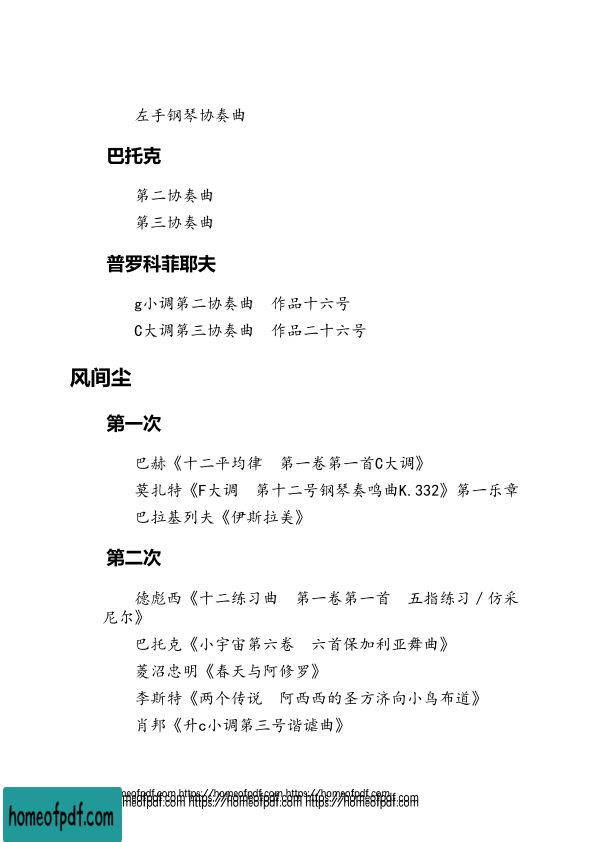 左手钢琴协奏曲
巴托克
第二协奏曲
第三协奏曲
普罗科菲耶夫
g小调第二协奏曲　作品十六号
C大调第三协奏曲　作品二十六号
风间尘
第一次
巴赫《十二平均律　第一卷第一首C大调》
莫扎特《F大调　第十二号钢琴奏鸣曲K.332》第一乐章
巴拉基列夫《伊斯拉美》
第二次
德彪西《十二练习曲　第一卷第一首　五指练习／仿采
尼尔》
巴托克《小宇宙第六卷　六首保加利亚舞曲》
菱沼忠明《春天与阿修罗》
李斯特《两个传说　阿西西的圣方济向小鸟布道》
肖邦《升c小调第三号谐谑曲》
homeofpdf.com https://homeofpdf.com https://homeofpdf.com
homeofpdf.com https://homeofpdf.com https://homeofpdf.com
homeofpdf.com